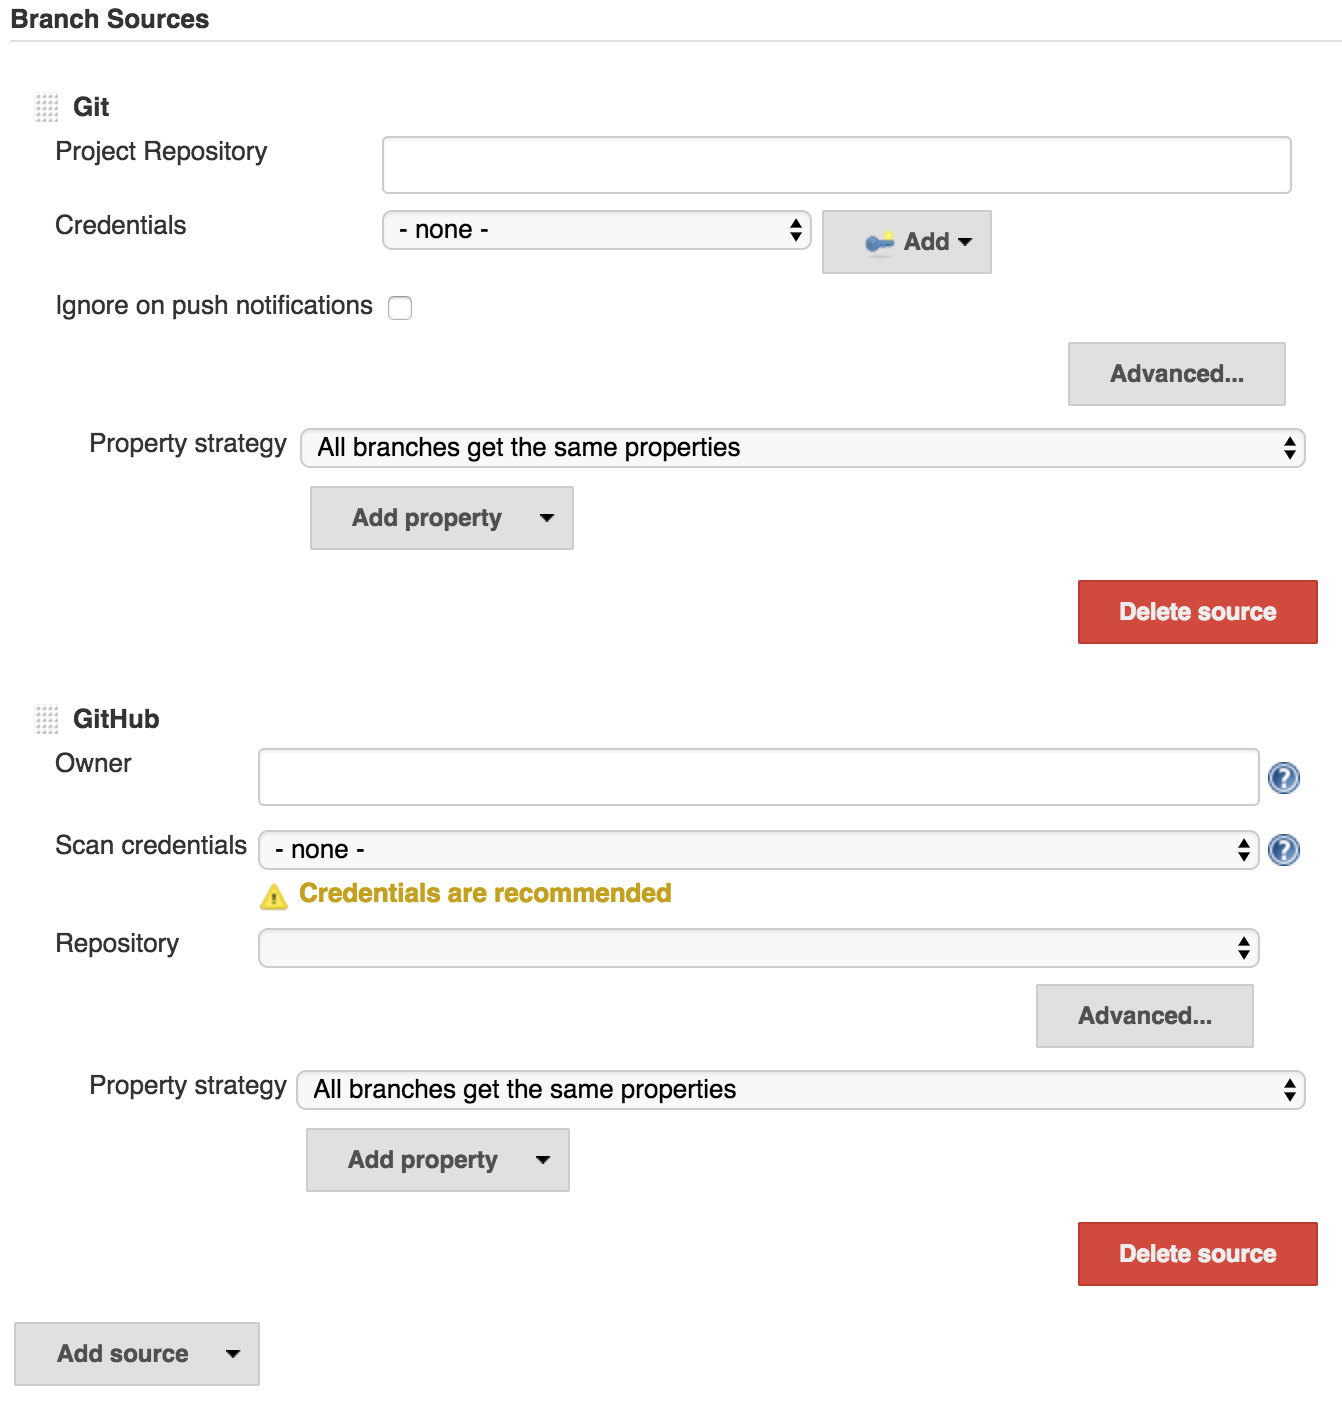 Branch Sources
Git
Project Repository
Credentials - none - Add
Ignore on push notifications
Advanced...
Property strategy All branches get the same properties
Add property
Delete source
GitHub
Owner ?
Scan credentials - none - ?
Credentials are recommended
Repository
Advanced...
Property strategy All branches get the same properties
Add property
Delete source
Add source